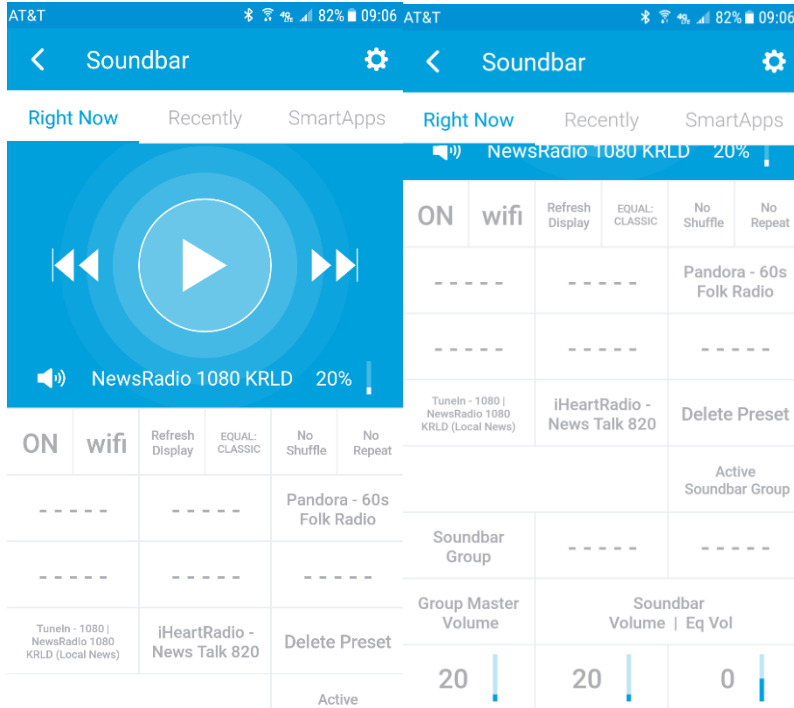 AT&T 82% 09:06
Soundbar
Right Now Recently SmartApps
NewsRadio 1080 KRLD 20%
ON wifi Refresh Display EQUAL: CLASSIC No Shuffle No Repeat
- - - - - - - - - - Pandora - 60s Folk Radio
- - - - - - - - - - - - - - -
TuneIn - 1080 | NewsRadio 1080 KRLD (Local News) iHeartRadio - News Talk 820 Delete Preset
Active
AT&T 82% 09:06
Soundbar
Right Now Recently SmartApps
NewsRadio 1080 KRLD 20%
ON wifi Refresh Display EQUAL: CLASSIC No Shuffle No Repeat
- - - - - - - - - - Pandora - 60s Folk Radio
- - - - - - - - - - - - - - -
TuneIn - 1080 | NewsRadio 1080 KRLD (Local News) iHeartRadio - News Talk 820 Delete Preset
Active Soundbar Group
Soundbar Group - - - - - - - - - -
Group Master Volume Soundbar Volume | Eq Vol
20 20 0